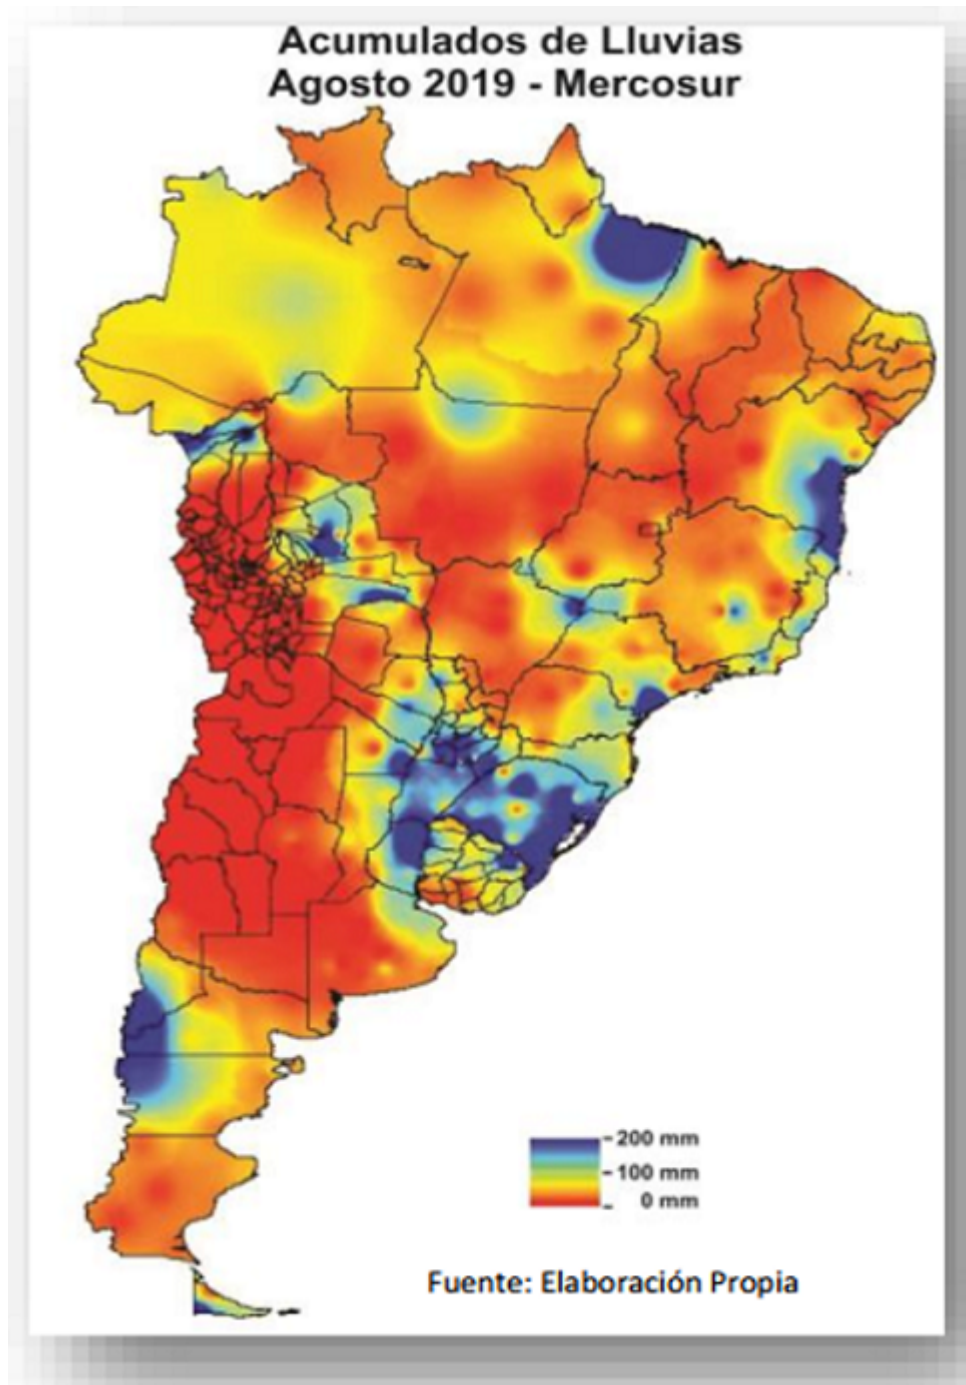 Acumulados de Lluvias
Agosto 2019 - Mercosur
200 mm
100 mm
0 mm
Fuente: Elaboración Propia